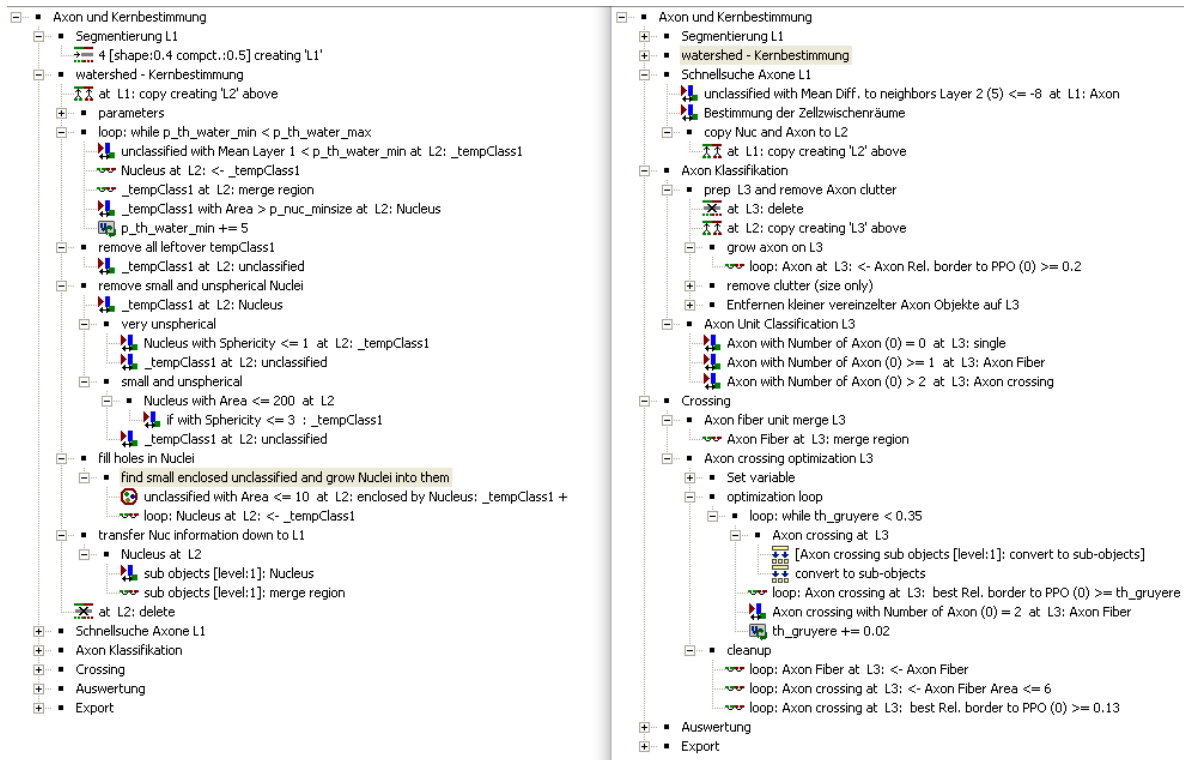 Axon und Kernbestimmung
Segmentierung L1
4 [shape:0.4 compct.:0.5] creating 'L1'
watershed - Kernbestimmung
at L1: copy creating 'L2' above
parameters
loop: while p_th_water_min < p_th_water_max
unclassified with Mean Layer 1 < p_th_water_min at L2: _tempClass1
Nucleus at L2: <- _tempClass1
_tempClass1 at L2: merge region
_tempClass1 with Area > p_nuc_minsize at L2: Nucleus
p_th_water_min += 5
remove all leftover tempClass1
_tempClass1 at L2: unclassified
remove small and unspherical Nuclei
_tempClass1 at L2: Nucleus
very unspherical
Nucleus with Sphericity <= 1 at L2: _tempClass1
_tempClass1 at L2: unclassified
small and unspherical
Nucleus with Area <= 200 at L2
if with Sphericity <= 3 : _tempClass1
_tempClass1 at L2: unclassified
fill holes in Nuclei
find small enclosed unclassified and grow Nuclei into them
unclassified with Area <= 10 at L2: enclosed by Nucleus: _tempClass1 +
loop: Nucleus at L2: <- _tempClass1
transfer Nuc information down to L1
Nucleus at L2
sub objects [level:1]: Nucleus
sub objects [level:1]: merge region
at L2: delete
Schnellsuche Axone L1
Axon Klassifikation
Crossing
Auswertung
Export
Axon und Kernbestimmung
Segmentierung L1
watershed - Kernbestimmung
Schnellsuche Axone L1
unclassified with Mean Diff. to neighbors Layer 2 (5) <= -8 at L1: Axon
Bestimmung der Zellzwischenräume
copy Nuc and Axon to L2
at L1: copy creating 'L2' above
Axon Klassifikation
prep L3 and remove Axon clutter
at L3: delete
at L2: copy creating 'L3' above
grow axon on L3
loop: Axon at L3: <- Axon Rel. border to PPO (0) >= 0.2
remove clutter (size only)
Entfernen kleiner vereinzelter Axon Objekte auf L3
Axon Unit Classification L3
Axon with Number of Axon (0) = 0 at L3: single
Axon with Number of Axon (0) >= 1 at L3: Axon Fiber
Axon with Number of Axon (0) > 2 at L3: Axon crossing
Crossing
Axon fiber unit merge L3
Axon Fiber at L3: merge region
Axon crossing optimization L3
Set variable
optimization loop
loop: while th_gruyere < 0.35
Axon crossing at L3
[Axon crossing sub objects [level:1]: convert to sub-objects]
convert to sub-objects
loop: Axon crossing at L3: best Rel. border to PPO (0) >= th_gruyere
Axon crossing with Number of Axon (0) = 2 at L3: Axon Fiber
th_gruyere += 0.02
cleanup
loop: Axon Fiber at L3: <- Axon Fiber
loop: Axon crossing at L3: <- Axon Fiber Area <= 6
loop: Axon crossing at L3: best Rel. border to PPO (0) >= 0.13
Auswertung
Export